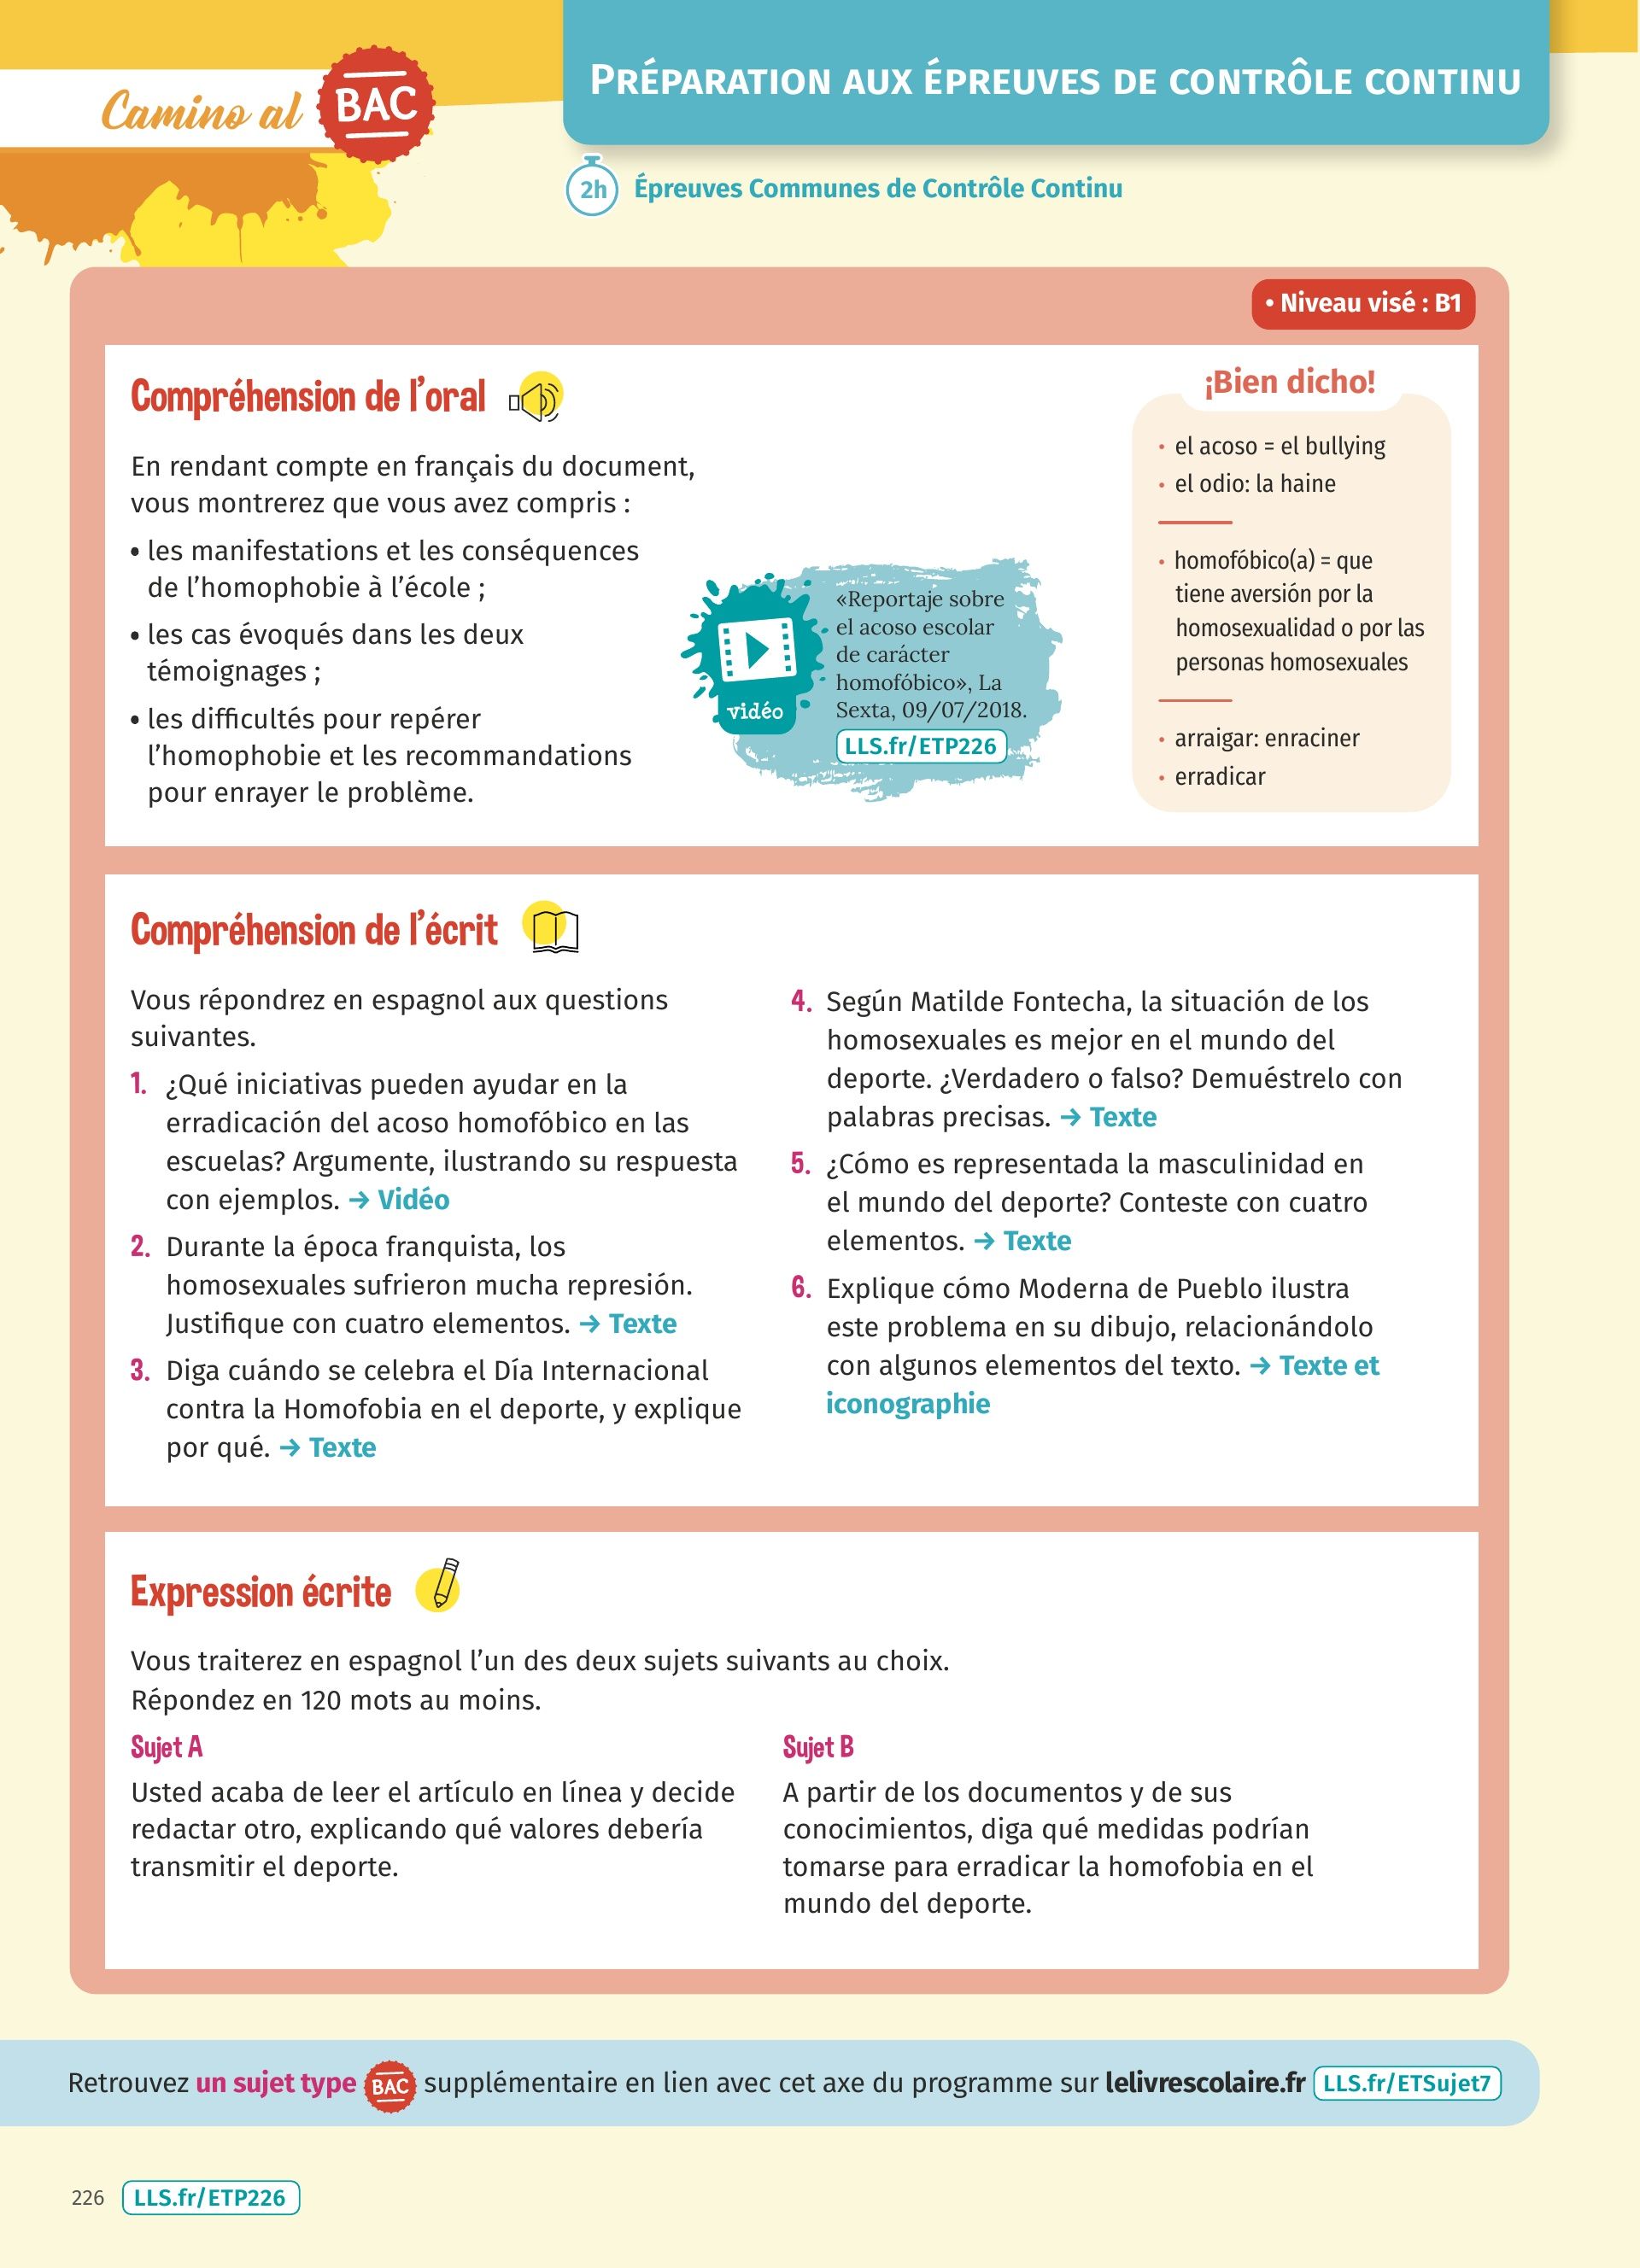 Camino al BAC
PRÉPARATION AUX ÉPREUVES DE CONTRÔLE CONTINU
2h Épreuves Communes de Contrôle Continu
• Niveau visé : B1
Compréhension de l'oral
En rendant compte en français du document,
vous montrerez que vous avez compris :
• les manifestations et les conséquences
de l'homophobie à l'école ;
• les cas évoqués dans les deux
témoignages ;
• les difficultés pour repérer
l'homophobie et les recommandations
pour enrayer le problème.
vidéo
«Reportaje sobre
el acoso escolar
de carácter
homofóbico», La
Sexta, 09/07/2018.
LLS.fr/ETP226
¡Bien dicho!
• el acoso = el bullying
• el odio: la haine
• homofóbico(a) = que
tiene aversión por la
homosexualidad o por las
personas homosexuales
• arraigar: enraciner
• erradicar
Compréhension de l'écrit
Vous répondrez en espagnol aux questions
suivantes.
1. ¿Qué iniciativas pueden ayudar en la
erradicación del acoso homofóbico en las
escuelas? Argumente, ilustrando su respuesta
con ejemplos. → Vidéo
2. Durante la época franquista, los
homosexuales sufrieron mucha represión.
Justifique con cuatro elementos. → Texte
3. Diga cuándo se celebra el Día Internacional
contra la Homofobia en el deporte, y explique
por qué. → Texte
4. Según Matilde Fontecha, la situación de los
homosexuales es mejor en el mundo del
deporte. ¿Verdadero o falso? Demuéstrelo con
palabras precisas. → Texte
5. ¿Cómo es representada la masculinidad en
el mundo del deporte? Conteste con cuatro
elementos. → Texte
6. Explique cómo Moderna de Pueblo ilustra
este problema en su dibujo, relacionándolo
con algunos elementos del texto. → Texte et
iconographie
Expression écrite
Vous traiterez en espagnol l'un des deux sujets suivants au choix.
Répondez en 120 mots au moins.
Sujet A
Usted acaba de leer el artículo en línea y decide
redactar otro, explicando qué valores debería
transmitir el deporte.
Sujet B
A partir de los documentos y de sus
conocimientos, diga qué medidas podrían
tomarse para erradicar la homofobia en el
mundo del deporte.
Retrouvez un sujet type BAC supplémentaire en lien avec cet axe du programme sur lelivrescolaire.fr LLS.fr/ETSujet7
226 LLS.fr/ETP226